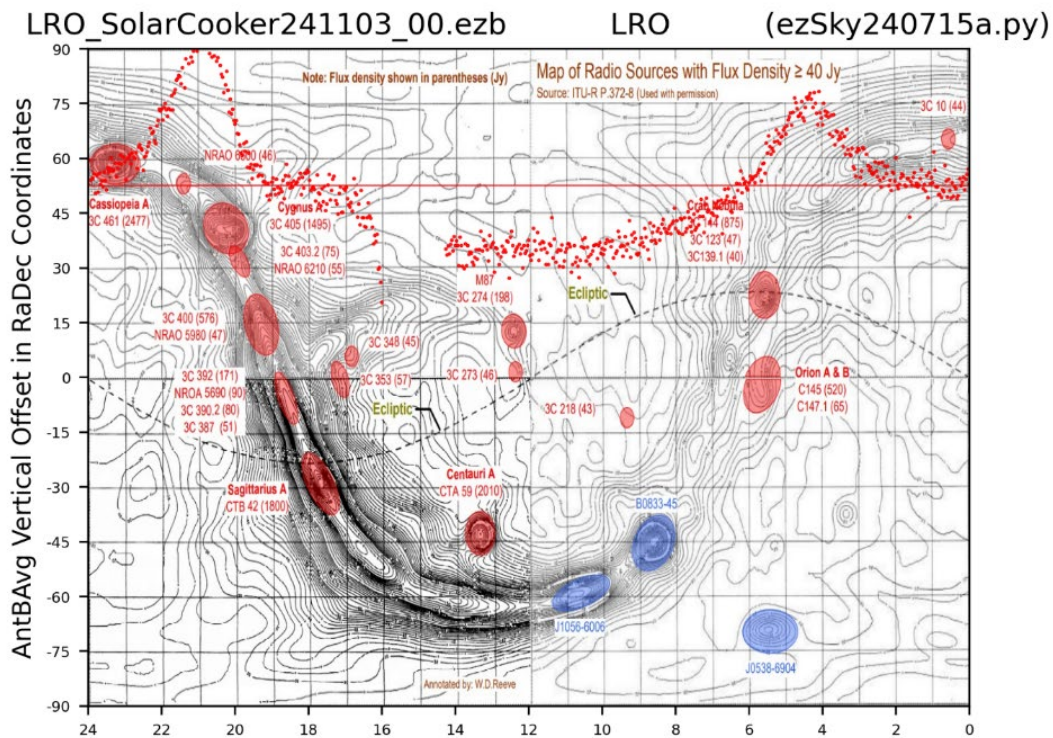 LRO_SolarCooker241103_00.ezb LRO (ezSky240715a.py)
AntBAvg Vertical Offset in RaDec Coordinates
90
75
60
45
30
15
0
-15
-30
-45
-60
-75
-90
Note: Flux density shown in parentheses (Jy)
Map of Radio Sources with Flux Density ≥ 40 Jy
Source: ITU-R P.372-8 (Used with permission)
3C 10 (44)
NRAO 6600 (46)
Cassiopeia A
3C 461 (2477)
Cygnus A
3C 405 (1495)
3C 403.2 (75)
NRAO 6210 (55)
144 (875)
3C 123 (47)
3C139.1 (40)
M87
3C 274 (198)
Ecliptic
3C 400 (576)
NRAO 5980 (47)
3C 348 (45)
3C 353 (57)
3C 273 (46)
3C 392 (171)
NROA 5690 (90)
3C 390.2 (80)
3C 387 (51)
Ecliptic
3C 218 (43)
Orion A & B
C145 (520)
C147.1 (65)
Sagittarius A
CTB 42 (1800)
Centauri A
CTA 59 (2010)
B0833-45
J1056-6006
J0538-6904
Annotated by: W.D.Reeve
24 22 20 18 16 14 12 10 8 6 4 2 0